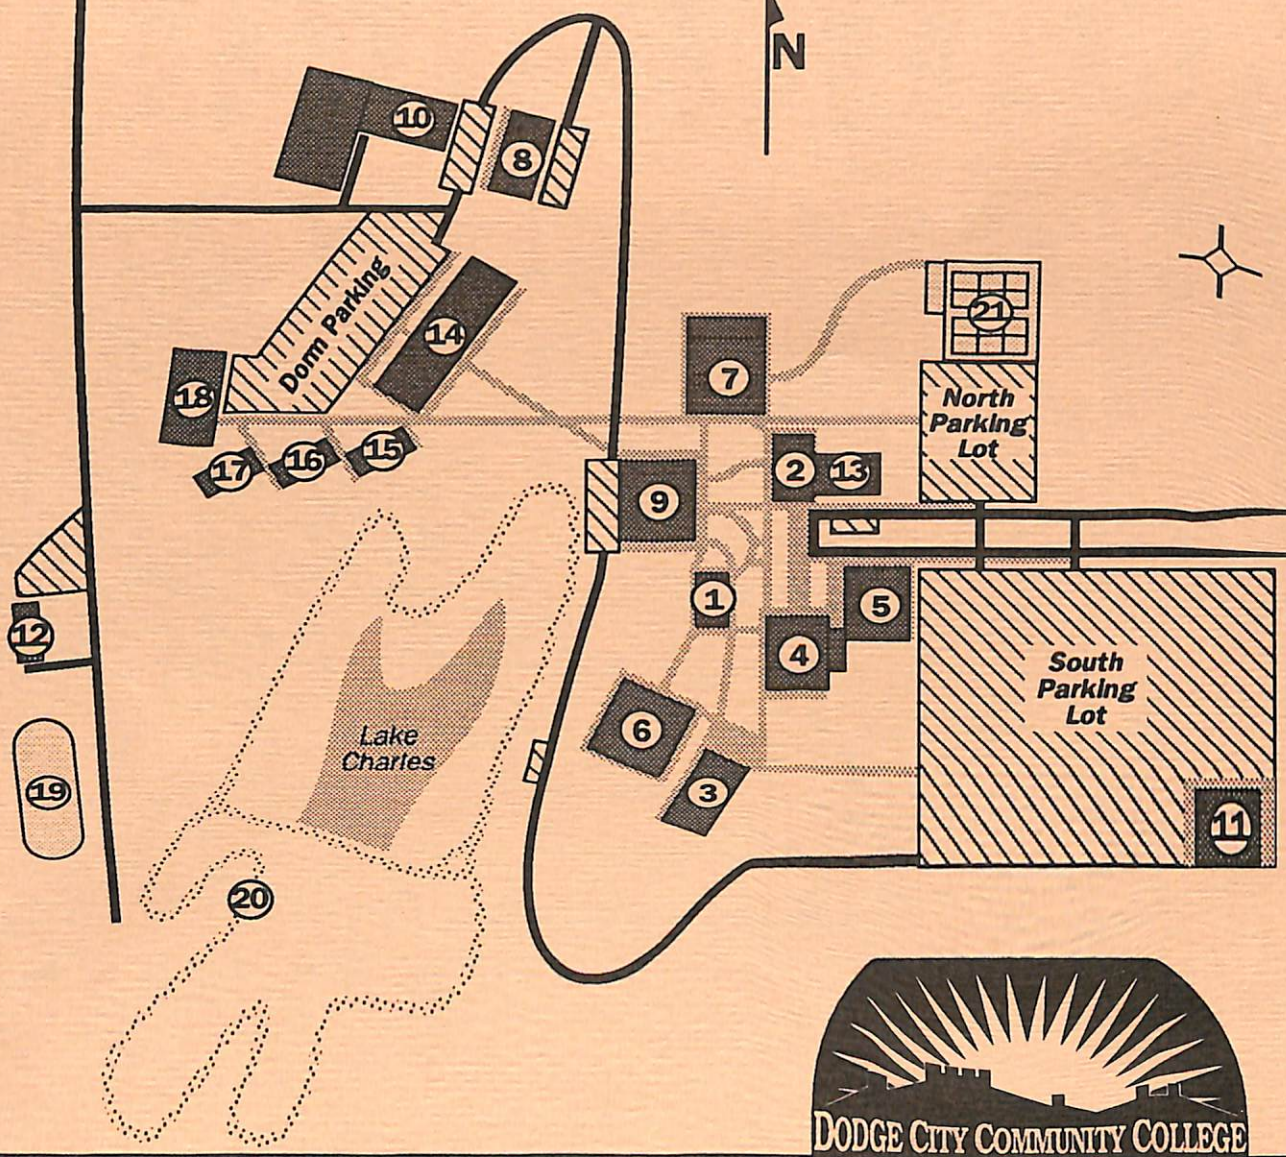 N
10
8
Dorm Parking
14
21
18
7
North
Parking
Lot
17
16
15
2
13
9
12
1
5
4
South
Parking
Lot
6
Lake
Charles
3
19
11
20
DODGE CITY COMMUNITY COLLEGE